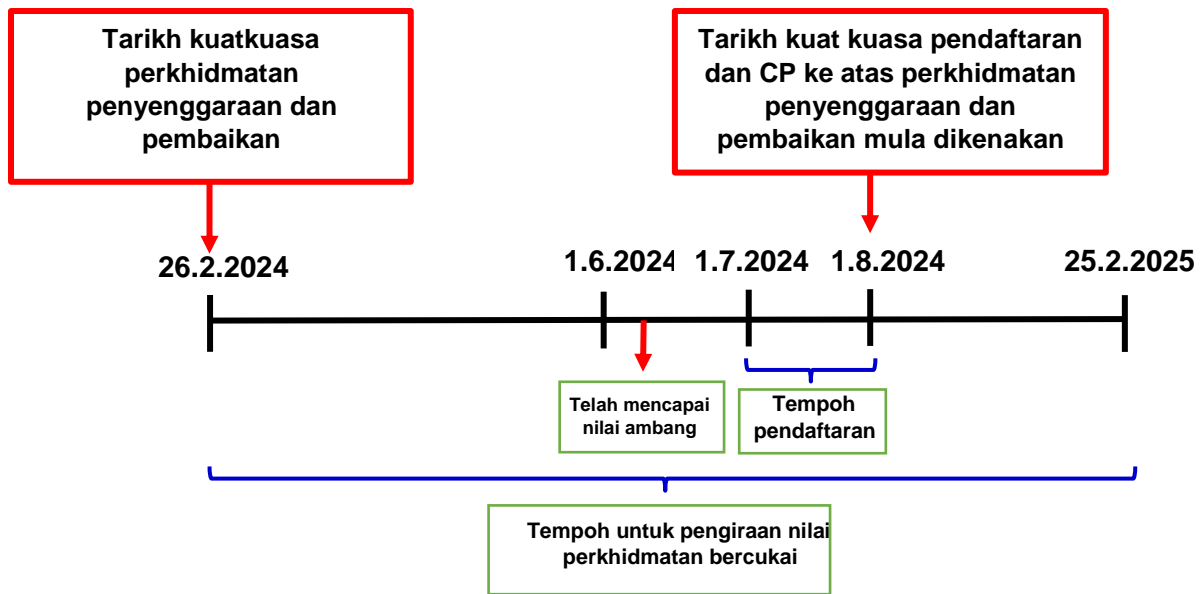 Tarikh kuatkuasa
perkhidmatan
penyenggaraan dan
pembaikan
Tarikh kuat kuasa pendaftaran
dan CP ke atas perkhidmatan
penyenggaraan dan
pembaikan mula dikenakan
26.2.2024
1.6.2024
1.7.2024
1.8.2024
25.2.2025
Telah mencapai
nilai ambang
Tempoh
pendaftaran
Tempoh untuk pengiraan nilai
perkhidmatan bercukai